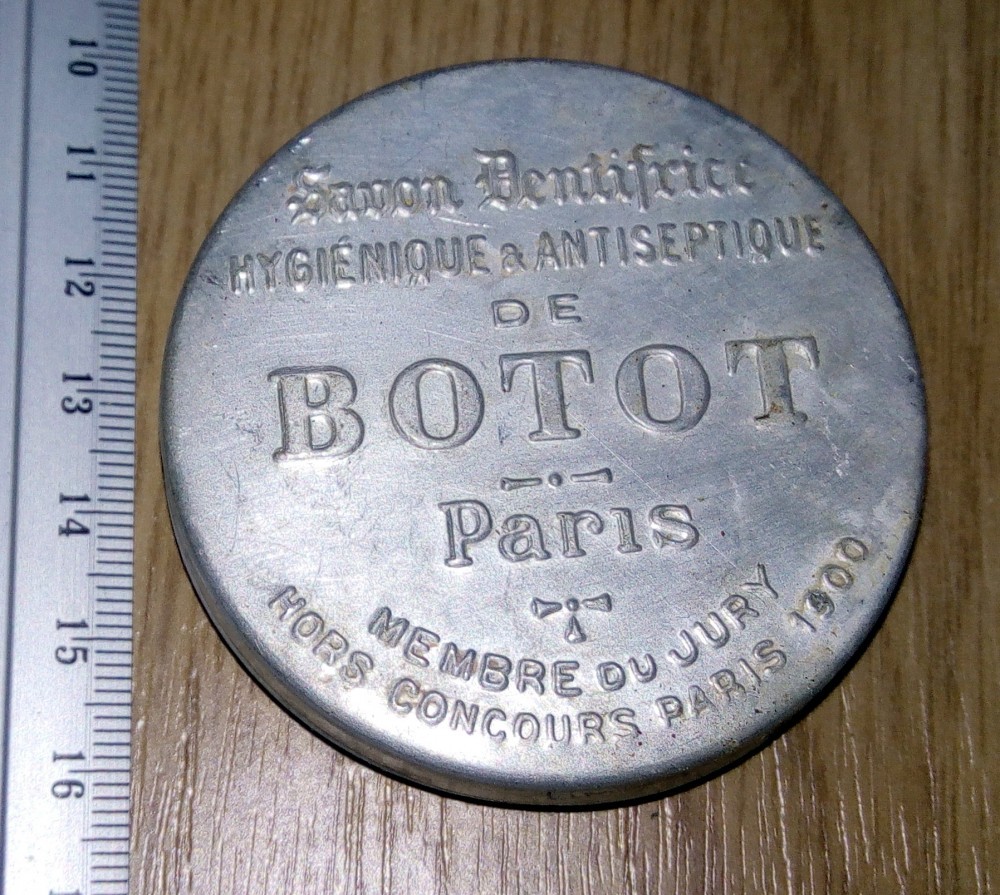 Savon Dentifrice
HYGIÉNIQUE & ANTISEPTIQUE
DE
BOTOT
Paris
MEMBRE DU JURY
HORS CONCOURS PARIS 1900
10
11
12
13
14
15
16